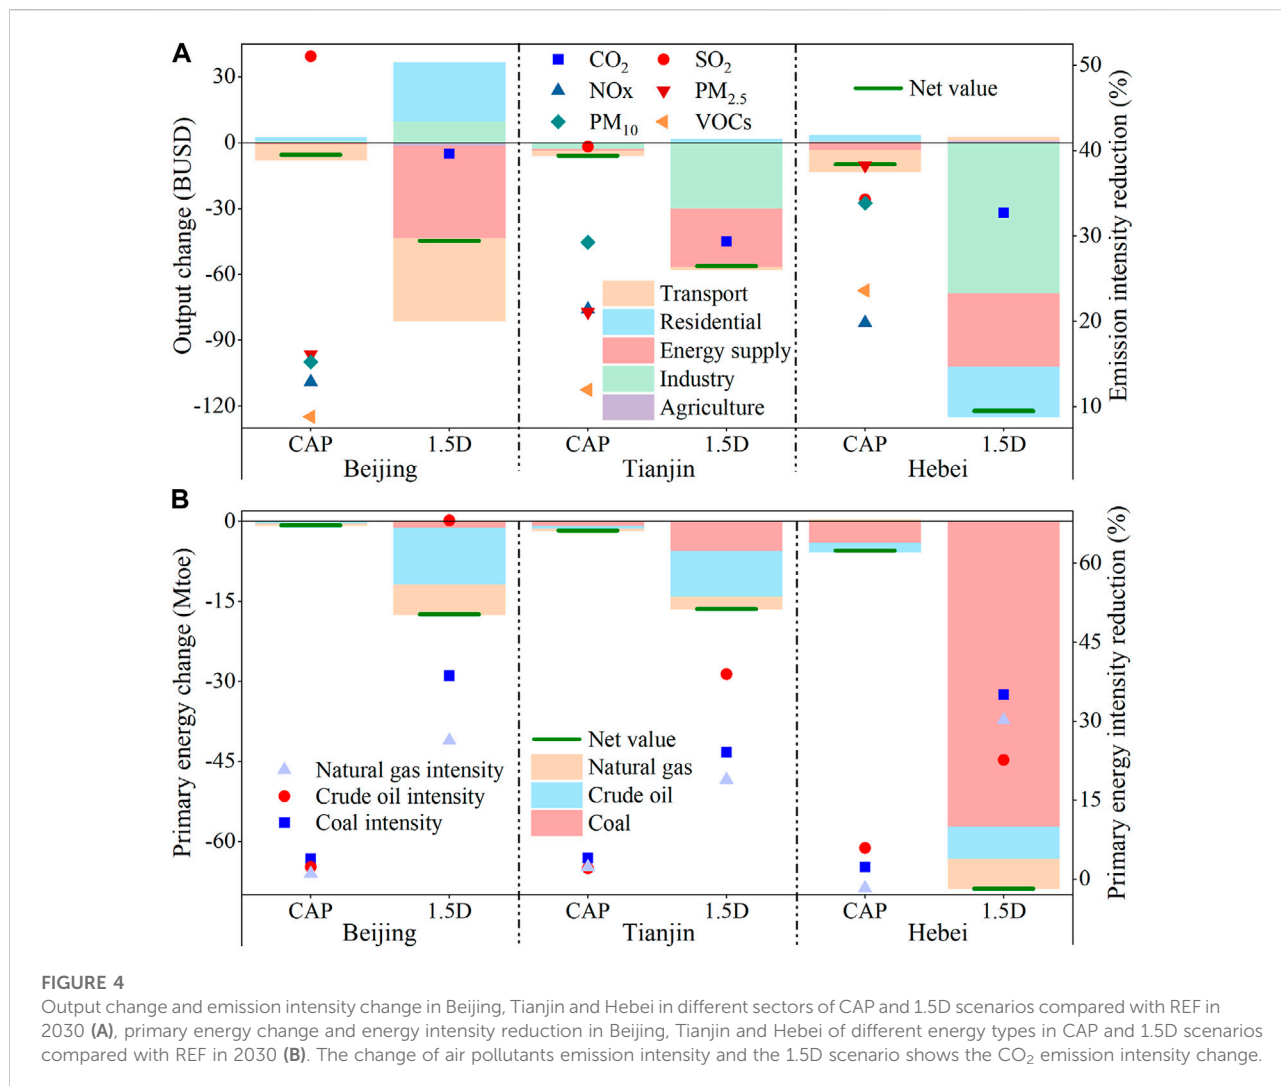 A
Output change (BUSD)
30
0
-30
-60
-90
-120
CO2
SO2
NOx
PM2.5
PM10
VOCs
Net value
Transport
Residential
Energy supply
Industry
Agriculture
50
40
30
20
10
Emission intensity reduction (%)
CAP
1.5D
CAP
1.5D
CAP
1.5D
Beijing
Tianjin
Hebei
B
Primary energy change (Mtoe)
0
-15
-30
-45
-60
Natural gas intensity
Crude oil intensity
Coal intensity
Net value
Natural gas
Crude oil
Coal
60
45
30
15
0
Primary energy intensity reduction (%)
CAP
1.5D
CAP
1.5D
CAP
1.5D
Beijing
Tianjin
Hebei
FIGURE 4
Output change and emission intensity change in Beijing, Tianjin and Hebei in different sectors of CAP and 1.5D scenarios compared with REF in
2030 (A), primary energy change and energy intensity reduction in Beijing, Tianjin and Hebei of different energy types in CAP and 1.5D scenarios
compared with REF in 2030 (B). The change of air pollutants emission intensity and the 1.5D scenario shows the CO2 emission intensity change.